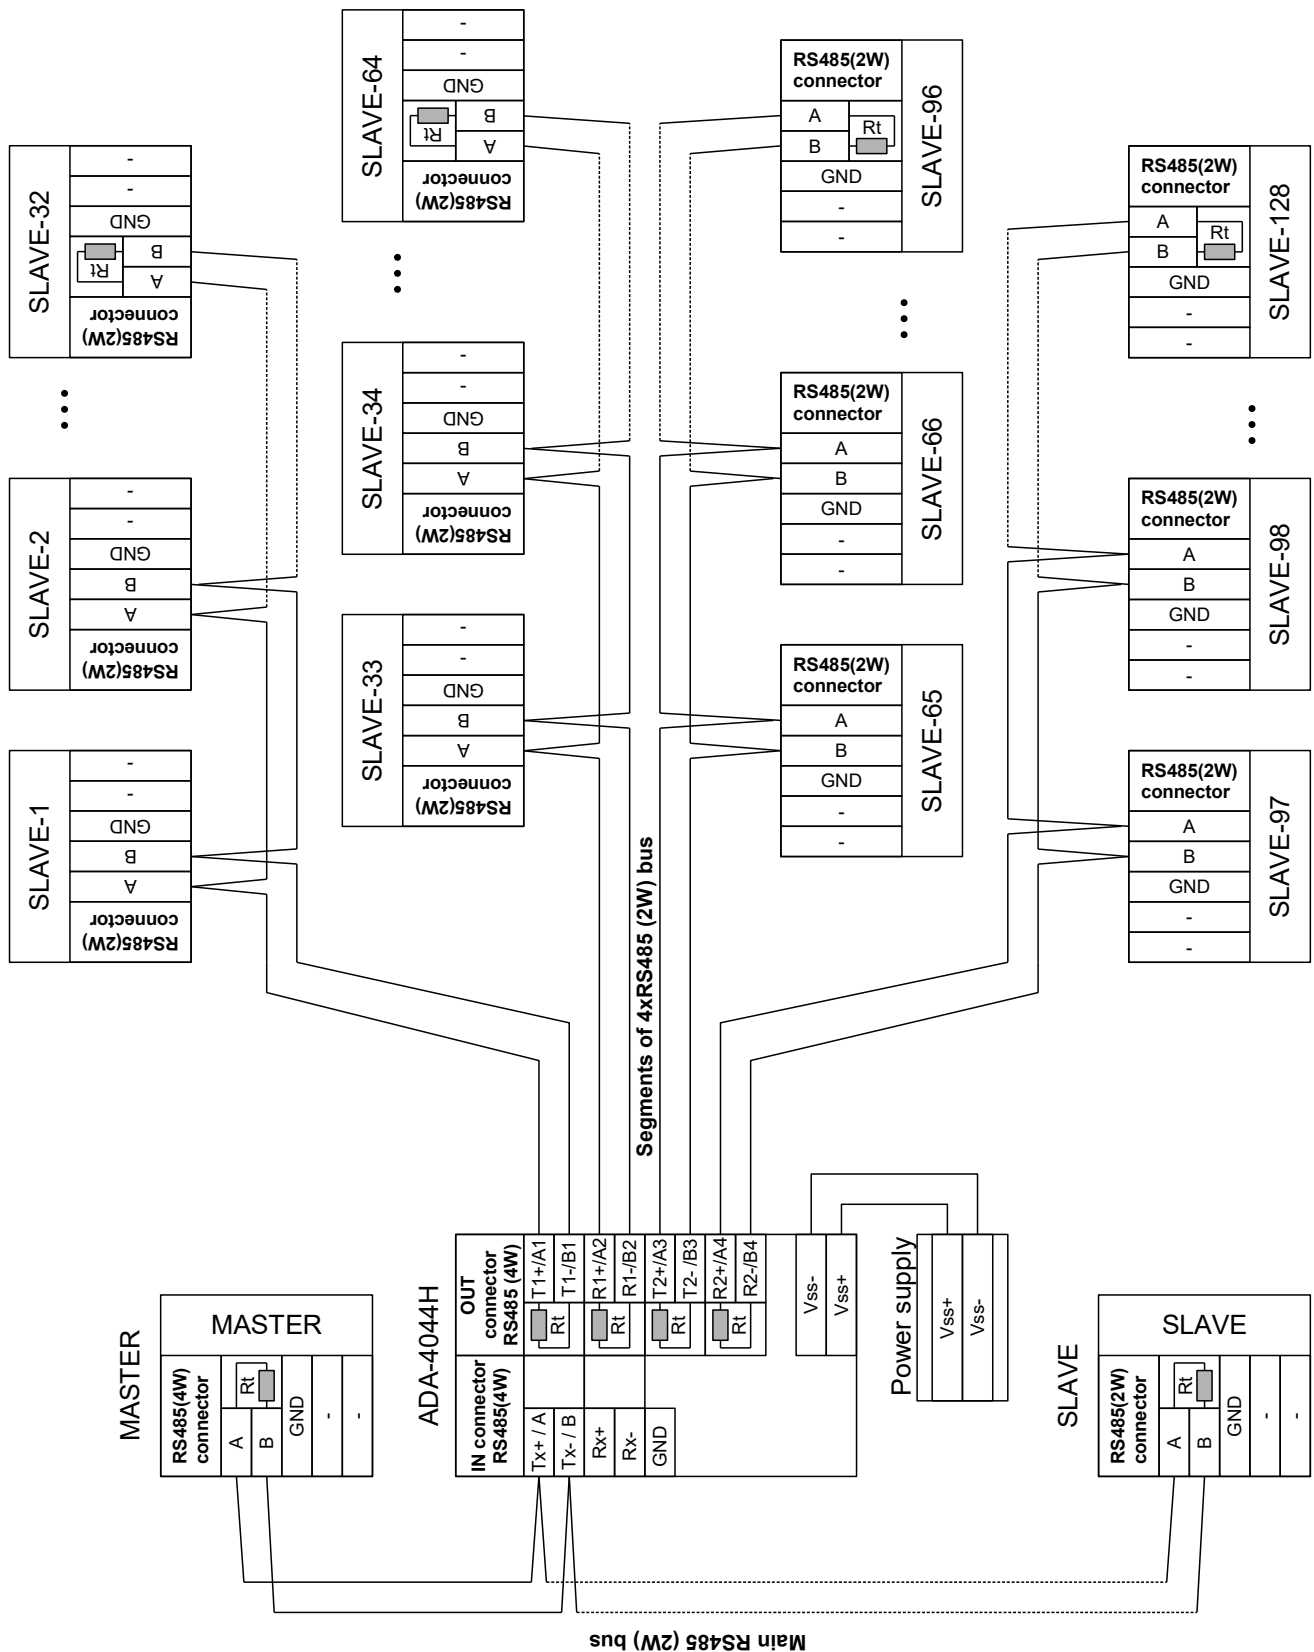 SLAVE-1
RS485(2W)
connector
A
B
GND
-
-
SLAVE-2
RS485(2W)
connector
A
B
GND
-
-
SLAVE-32
RS485(2W)
connector
A
B
Rt
GND
-
-
SLAVE-33
RS485(2W)
connector
A
B
GND
-
-
SLAVE-34
RS485(2W)
connector
A
B
GND
-
-
SLAVE-64
RS485(2W)
connector
A
B
Rt
GND
-
-
SLAVE-65
RS485(2W)
connector
A
B
GND
-
-
SLAVE-66
RS485(2W)
connector
A
B
GND
-
-
SLAVE-96
RS485(2W)
connector
A
B
Rt
GND
-
-
SLAVE-97
RS485(2W)
connector
A
B
GND
-
-
SLAVE-98
RS485(2W)
connector
A
B
GND
-
-
SLAVE-128
RS485(2W)
connector
A
B
Rt
GND
-
-
Segments of 4xRS485 (2W) bus
MASTER
MASTER
RS485(4W)
connector
A
B
Rt
GND
-
-
ADA-4044H
IN connector
RS485(4W)
Tx+ / A
Tx- / B
Rx+
Rx-
GND
OUT
connector
RS485 (4W)
T1+/A1
T1-/B1
Rt
R1+/A2
R1-/B2
Rt
T2+/A3
T2- /B3
Rt
R2+/A4
R2-/B4
Rt
Vss-
Vss+
Power supply
Vss+
Vss-
SLAVE
SLAVE
RS485(2W)
connector
A
B
Rt
GND
-
-
Main RS485 (2W) bus